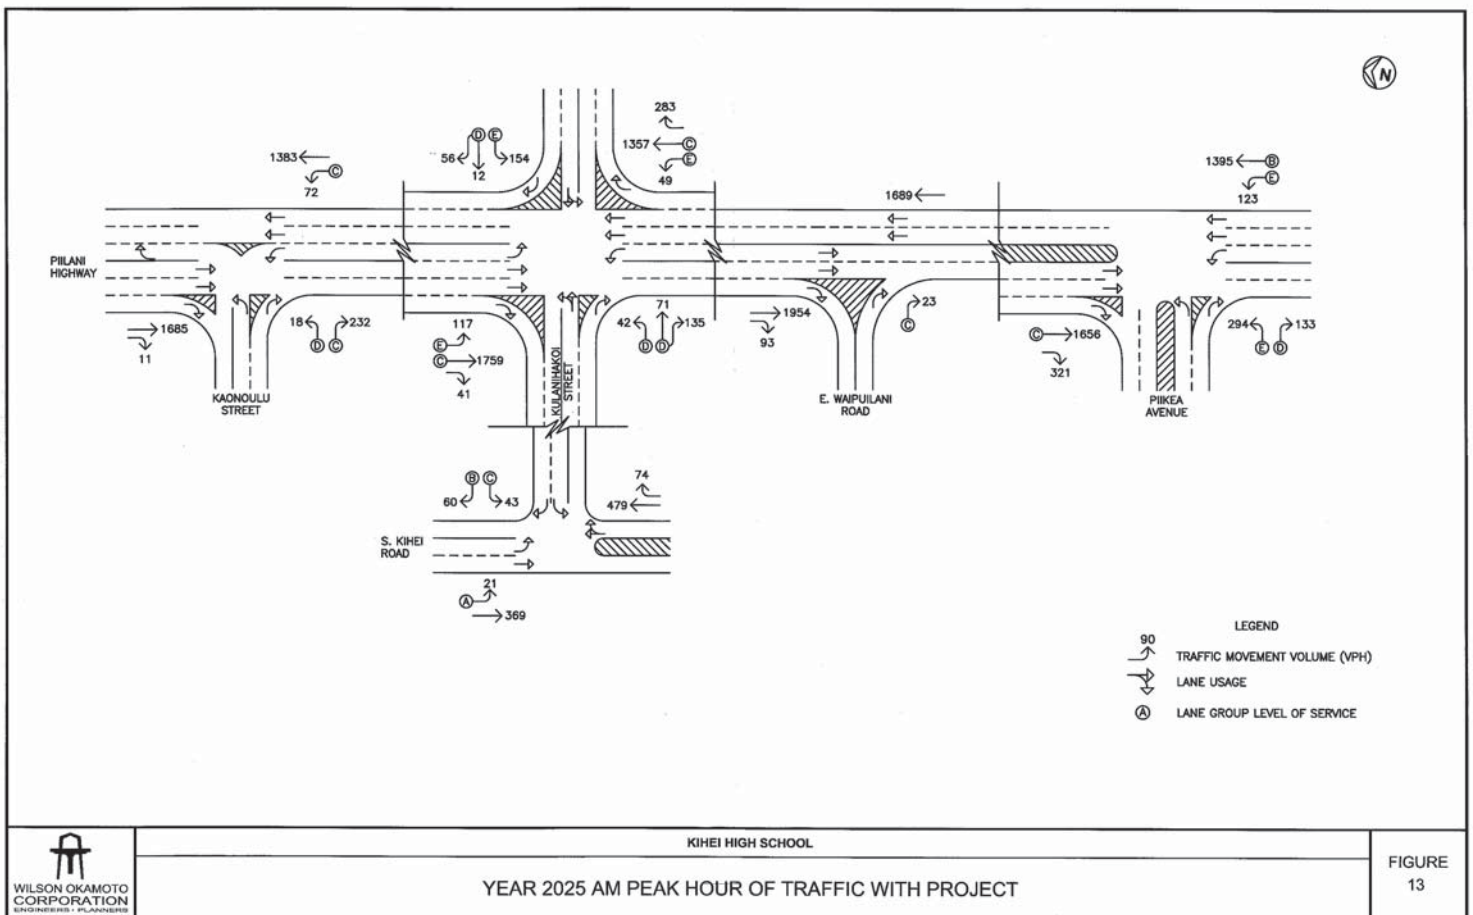 N
283
1357 C
E
49
D E
56 154
12
1383
C
72
1395 B
E
123
1689
PIILANI
HIGHWAY
1685
11
18 232
D C
117
E
C 1759
41
71
42 135
D D
1954
93
23
C
C 1656
321
294 133
E D
KAONOULU
STREET
KULANIHAKOI
STREET
E. WAIPUILANI
ROAD
PIIKEA
AVENUE
B C
60 43
74
479
S. KIHEI
ROAD
21
A
369
LEGEND
90
TRAFFIC MOVEMENT VOLUME (VPH)
LANE USAGE
A LANE GROUP LEVEL OF SERVICE
WILSON OKAMOTO
CORPORATION
ENGINEERS • PLANNERS
KIHEI HIGH SCHOOL
YEAR 2025 AM PEAK HOUR OF TRAFFIC WITH PROJECT
FIGURE
13